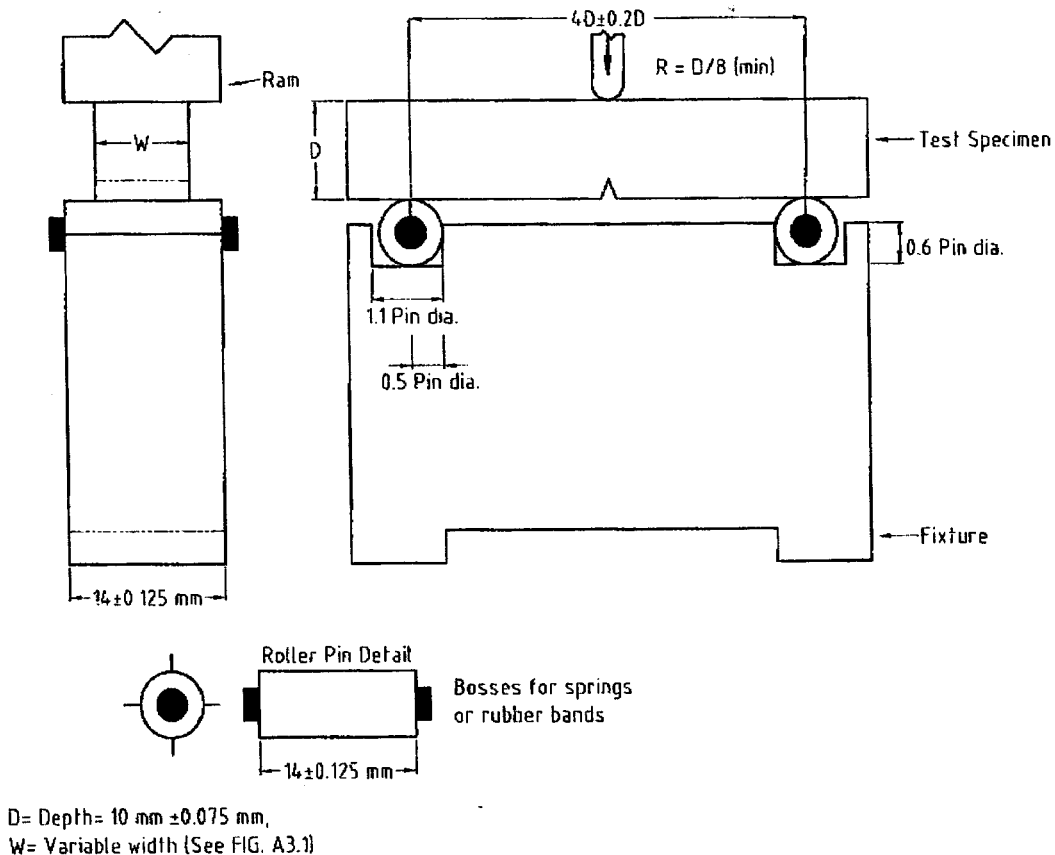 4D±0.2D
R = D/8 (min)
Ram
W
D
Test Specimen
0.6 Pin dia.
1.1 Pin dia.
0.5 Pin dia.
Fixture
14±0.125 mm
Roller Pin Detail
Bosses for springs
or rubber bands
14±0.125 mm
D= Depth= 10 mm ±0.075 mm,
W= Variable width (See FIG. A3.1)